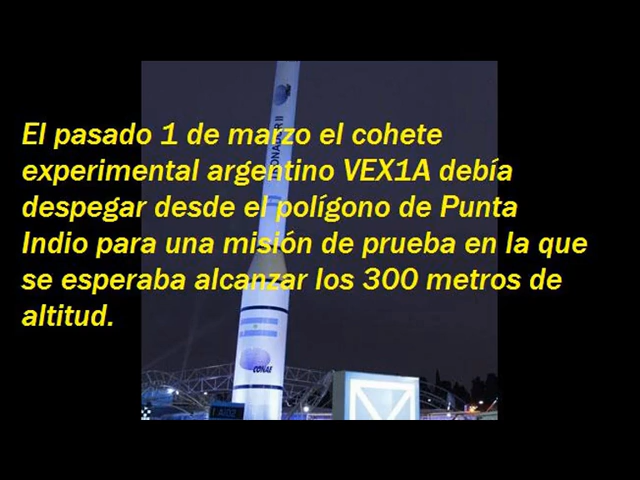 El pasado 1 de marzo el cohete
experimental argentino VEX1A debía
despegar desde el polígono de Punta
Indio para una misión de prueba en la que
se esperaba alcanzar los 300 metros de
altitud.
CONAE